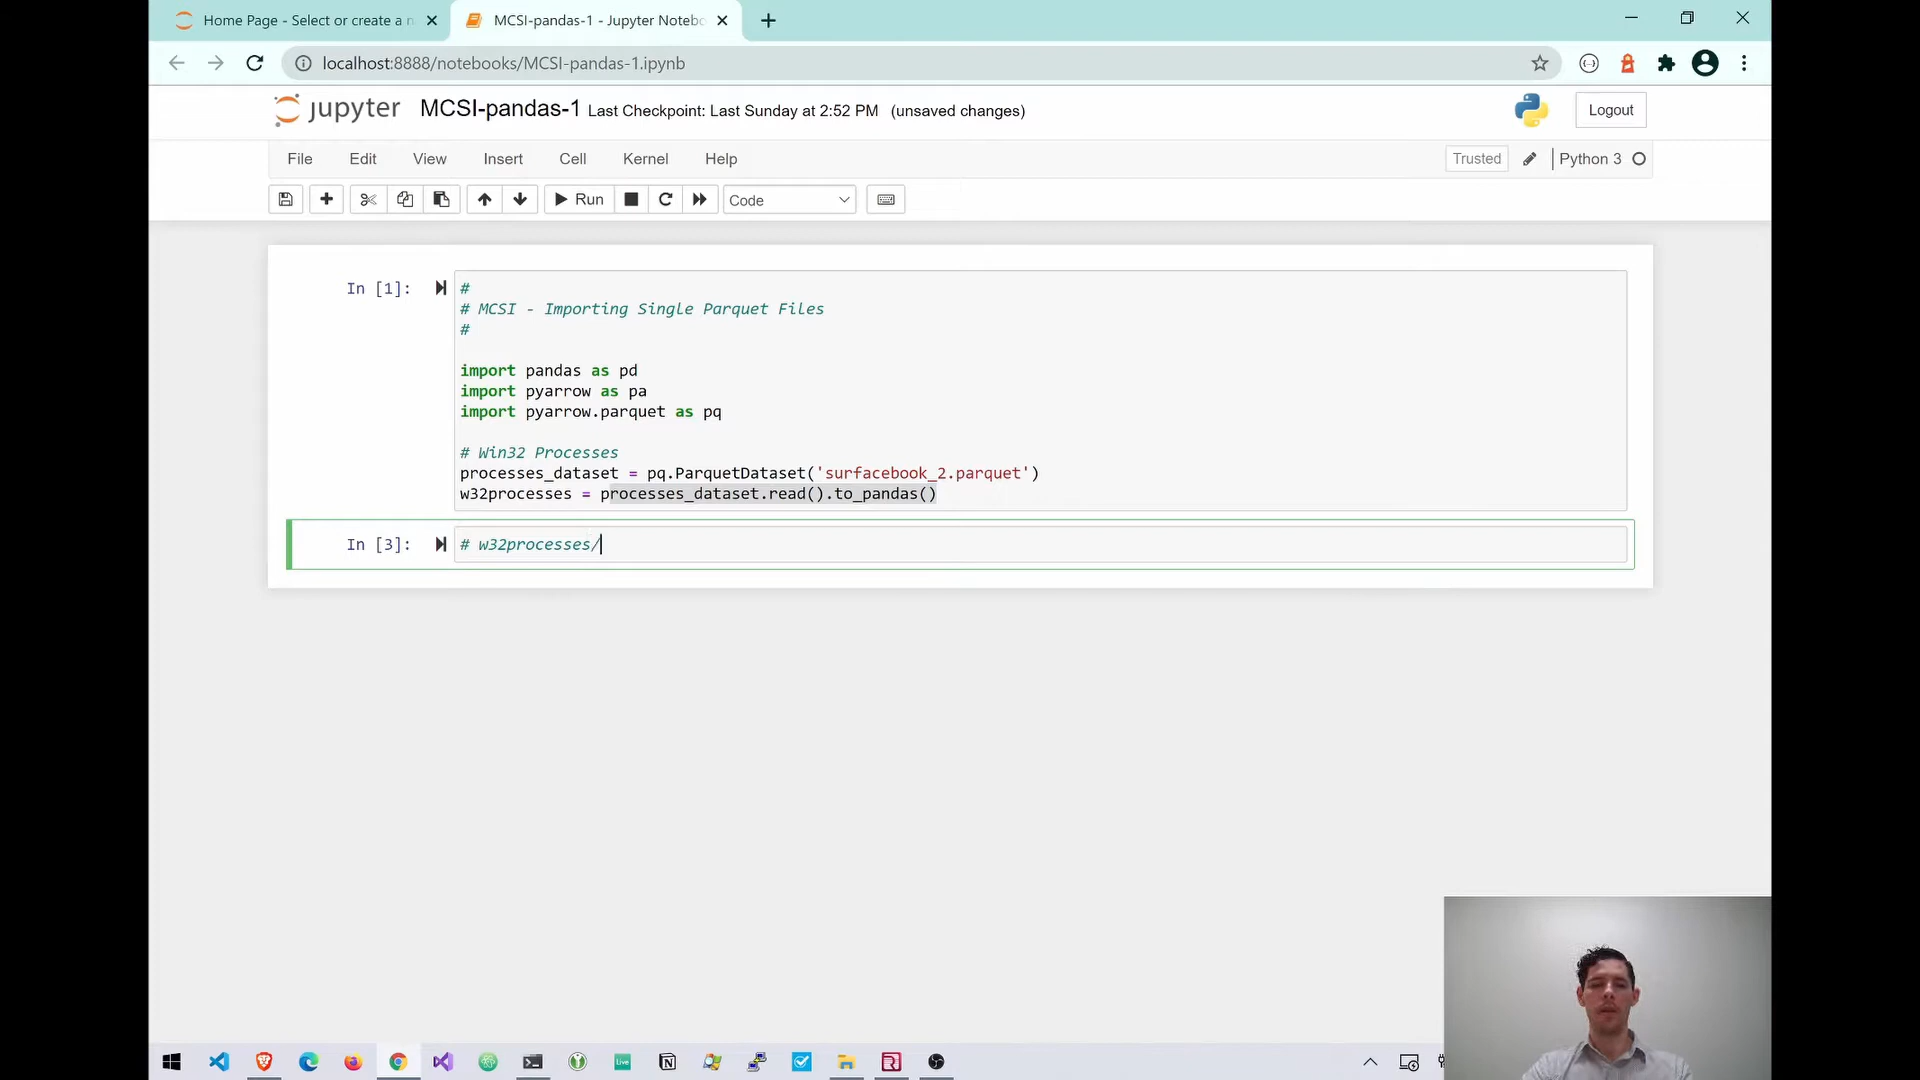 Home Page - Select or create a n
MCSI-pandas-1 - Jupyter Notebo
localhost:8888/notebooks/MCSI-pandas-1.ipynb
jupyter MCSI-pandas-1 Last Checkpoint: Last Sunday at 2:52 PM (unsaved changes)
Logout
File Edit View Insert Cell Kernel Help
Trusted Python 3
Run Code
In [1]:
#
# MCSI - Importing Single Parquet Files
#
import pandas as pd
import pyarrow as pa
import pyarrow.parquet as pq
# Win32 Processes
processes_dataset = pq.ParquetDataset('surfacebook_2.parquet')
w32processes = processes_dataset.read().to_pandas()
In [3]: # w32processes/
Live